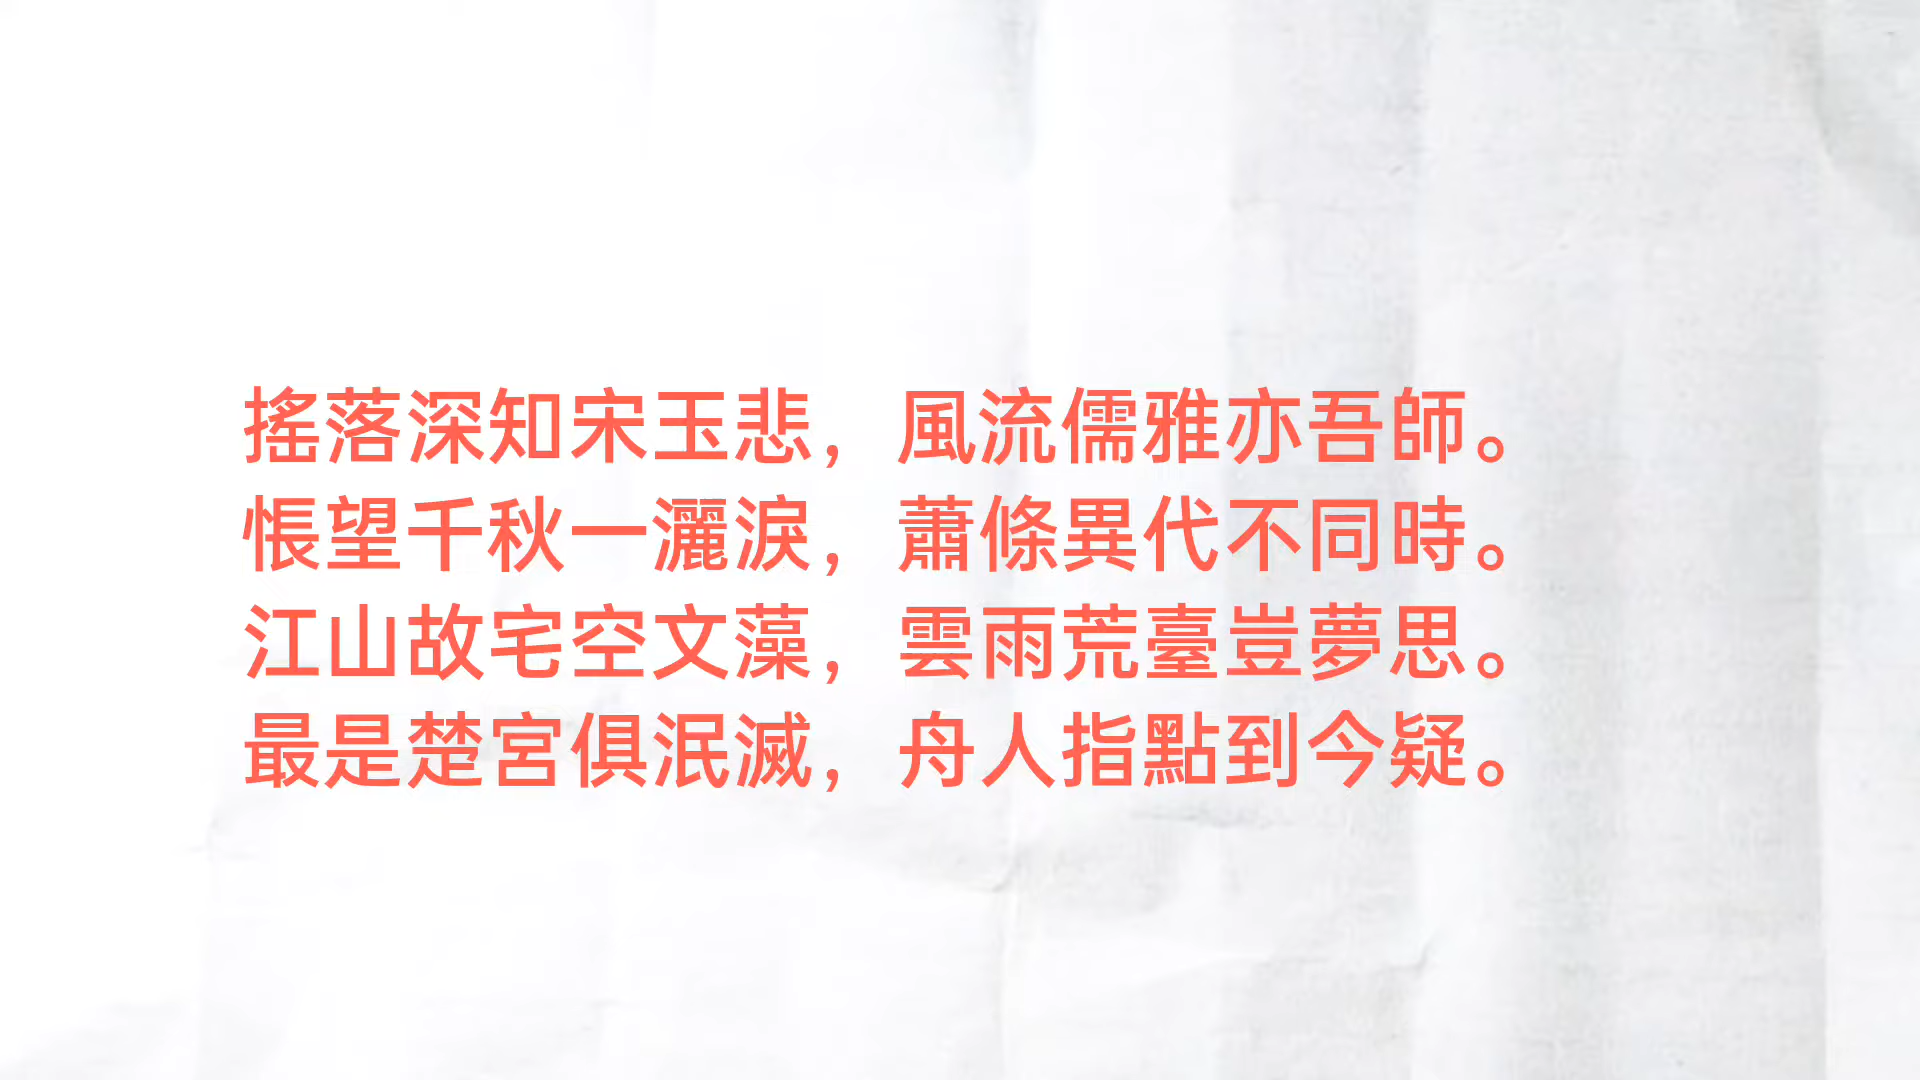 搖落深知宋玉悲，風流儒雅亦吾師。
悵望千秋一灑淚，蕭條異代不同時。
江山故宅空文藻，雲雨荒臺豈夢思。
最是楚宮俱泯滅，舟人指點到今疑。